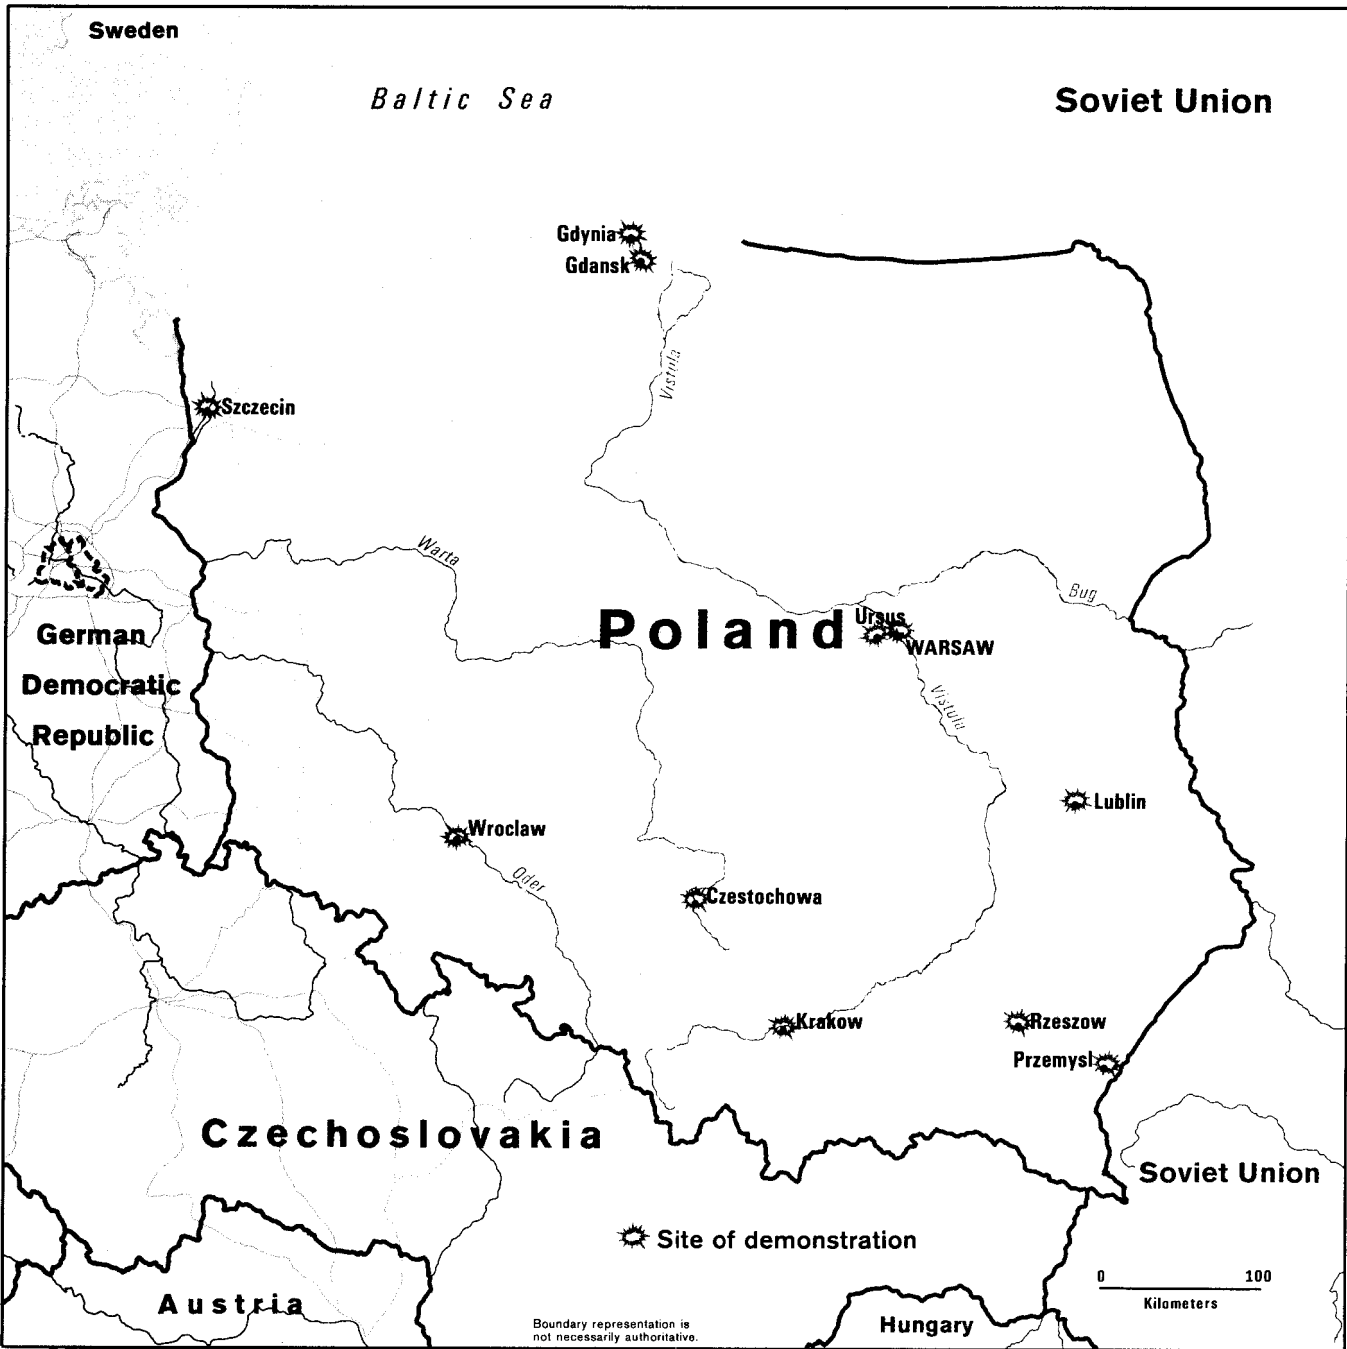 Sweden
Baltic Sea
Soviet Union
Gdynia
Gdansk
Vistula
Szczecin
Warta
Bug
Poland
Ursus
WARSAW
German
Democratic
Republic
Vistula
Lublin
Wroclaw
Oder
Czestochowa
Krakow
Rzeszow
Przemysl
Czechoslovakia
Soviet Union
Site of demonstration
0 100
Kilometers
Austria
Boundary representation is
not necessarily authoritative.
Hungary